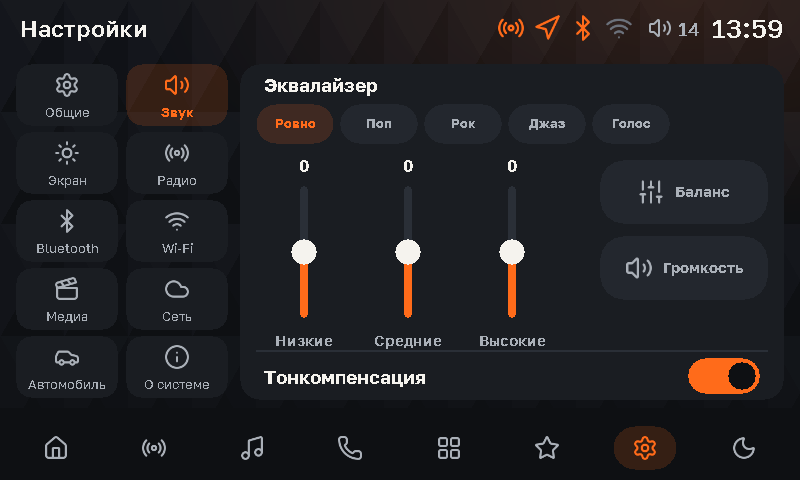 Настройки
14 13:59
Общие
Звук
Экран
Радио
Bluetooth
Wi-Fi
Медиа
Сеть
Автомобиль
О системе
Эквалайзер
Ровно
Поп
Рок
Джаз
Голос
0 0 0
Баланс
Громкость
Низкие
Средние
Высокие
Тонкомпенсация